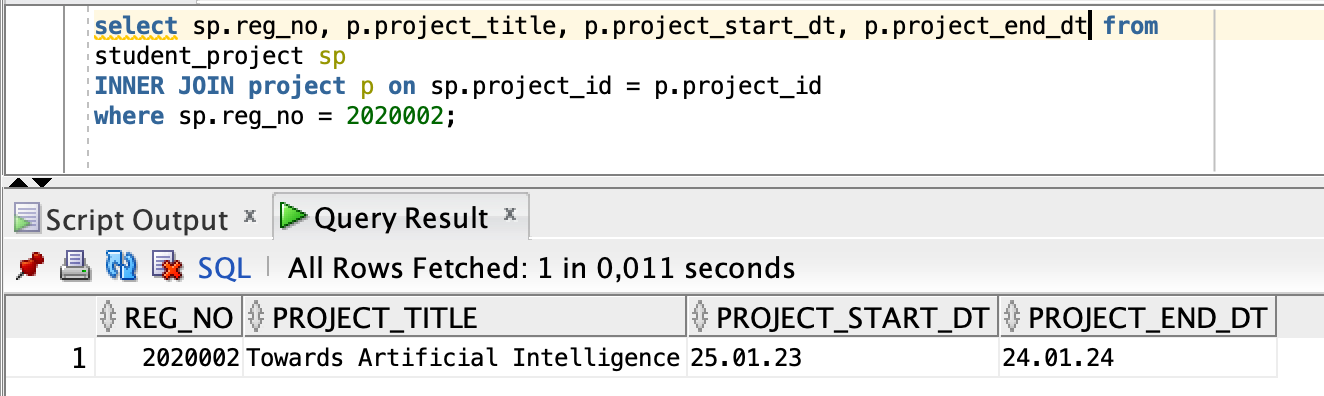 select sp.reg_no, p.project_title, p.project_start_dt, p.project_end_dt from
student_project sp
INNER JOIN project p on sp.project_id = p.project_id
where sp.reg_no = 2020002;
Script Output x Query Result x
SQL | All Rows Fetched: 1 in 0,011 seconds
REG_NO PROJECT_TITLE PROJECT_START_DT PROJECT_END_DT
1 2020002 Towards Artificial Intelligence 25.01.23 24.01.24